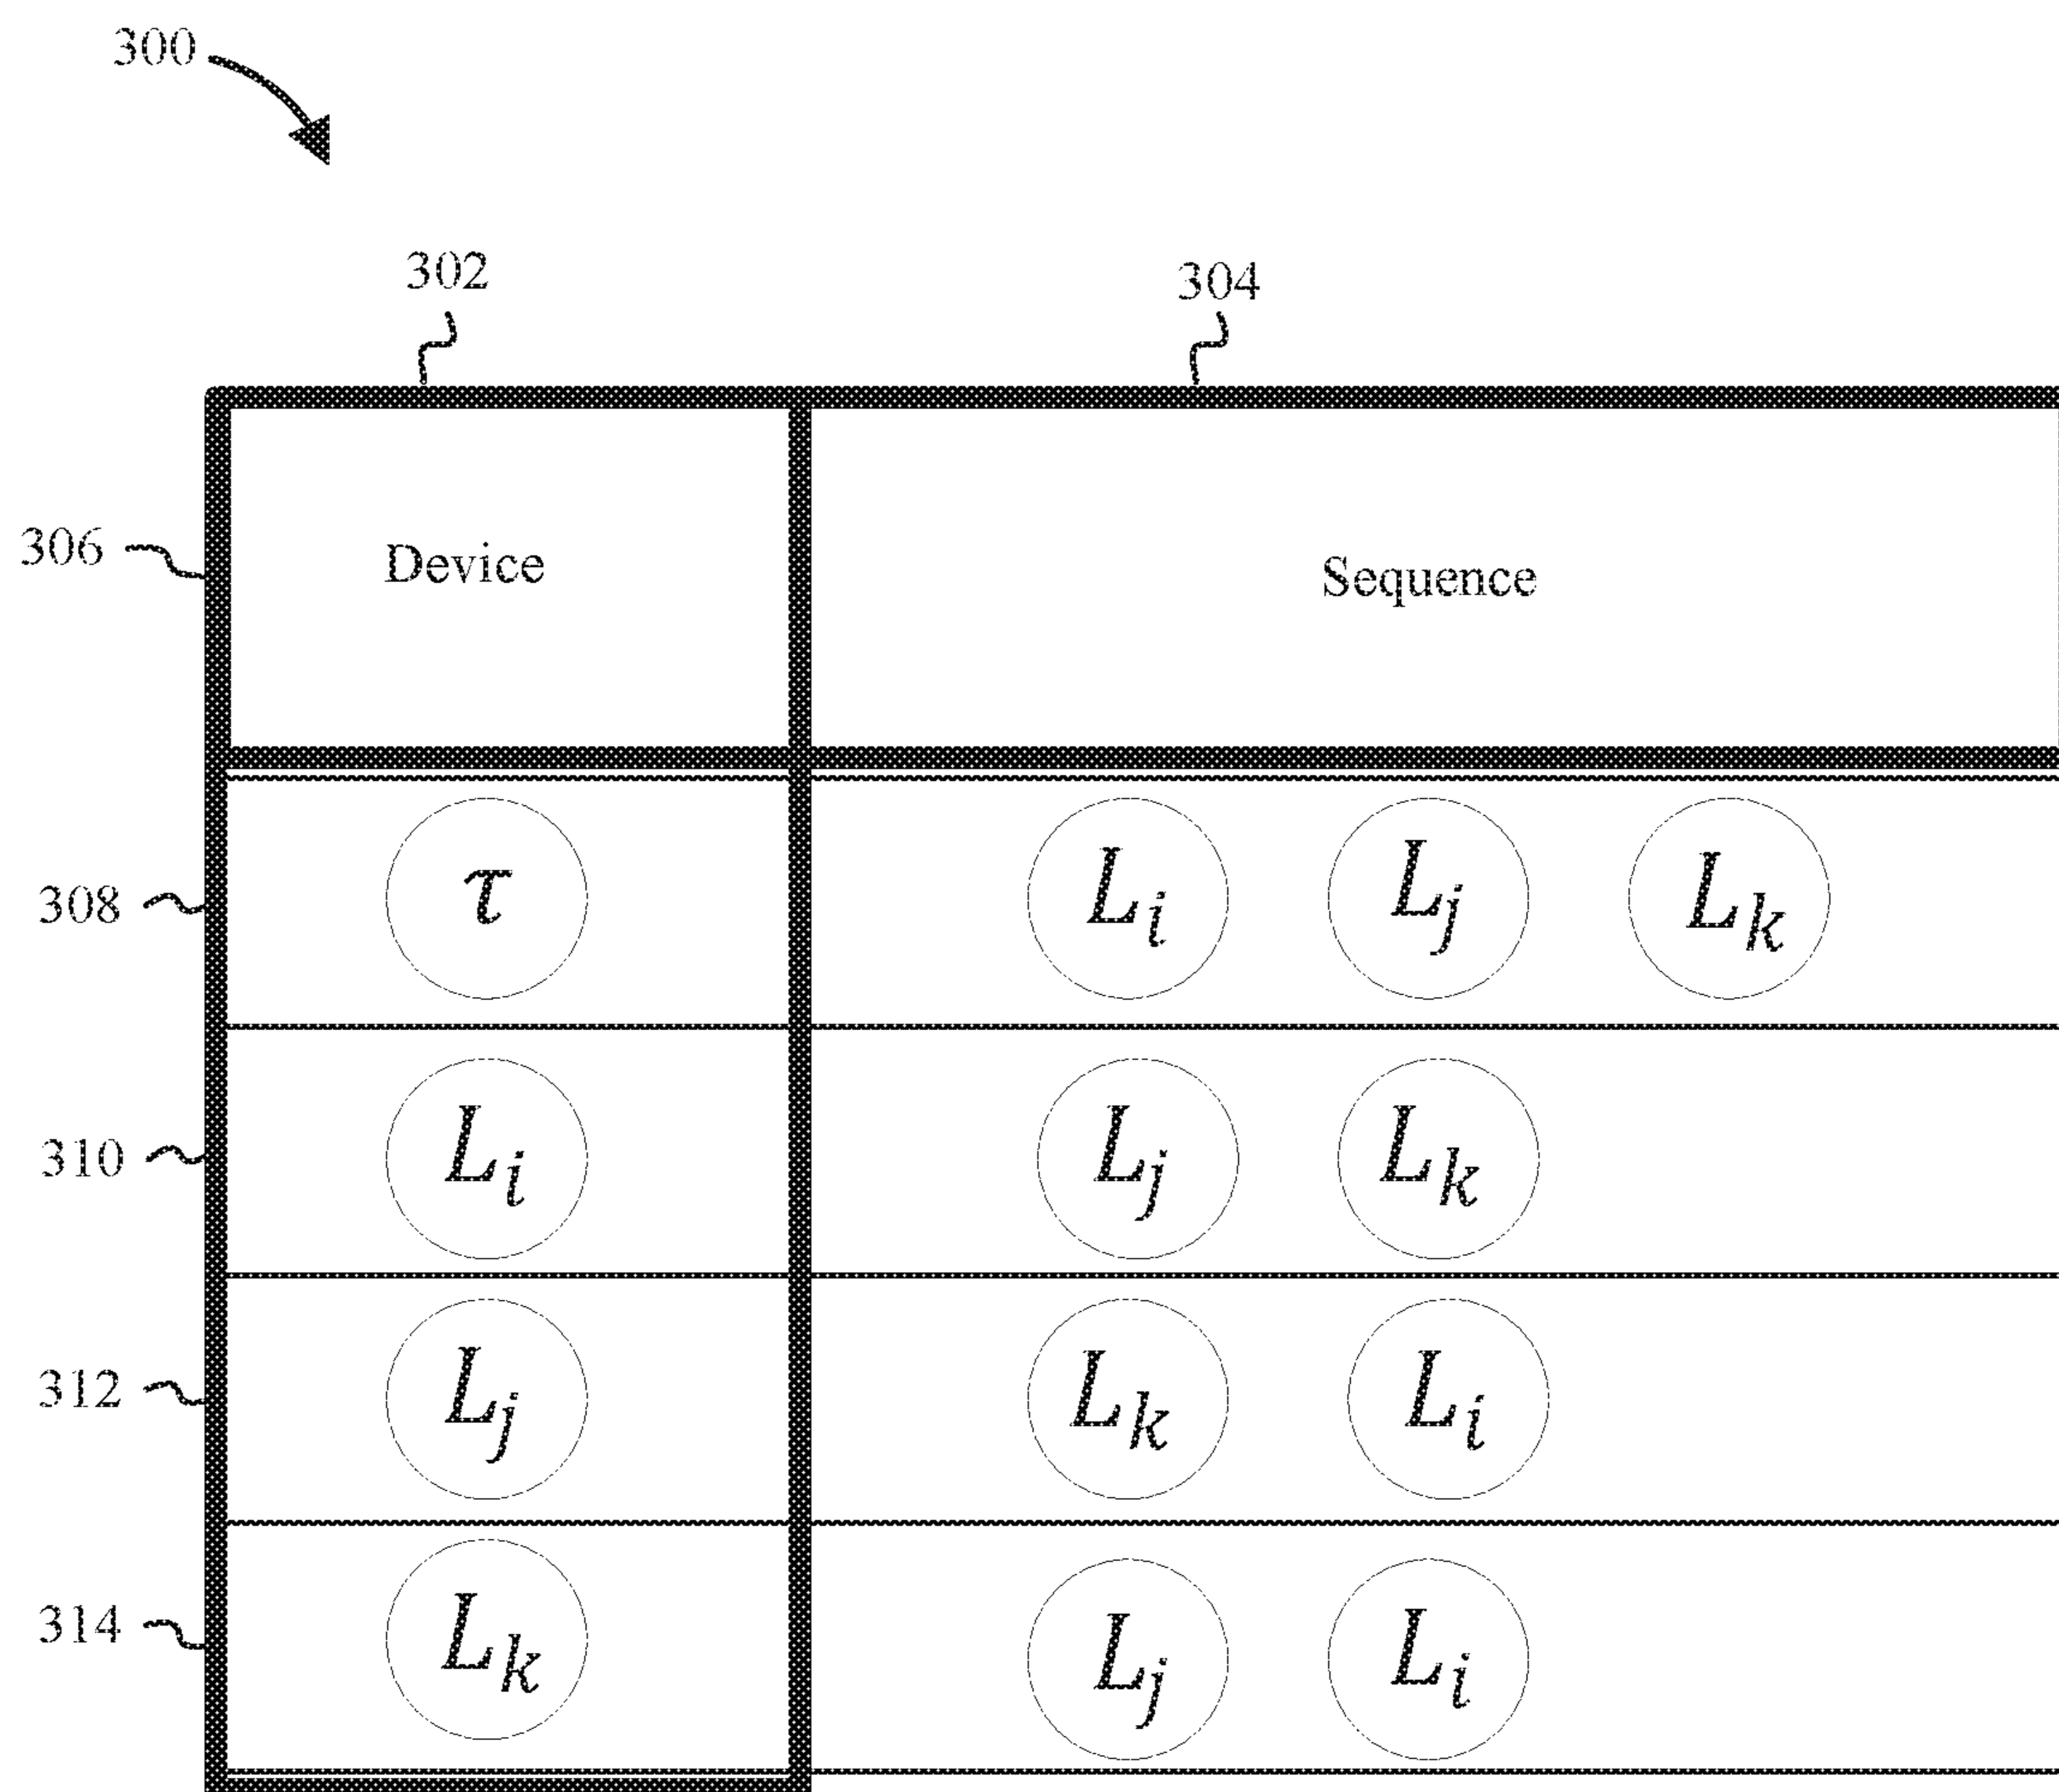 300
302 304
306 Device Sequence
308 τ L_i L_j L_k
310 L_i L_j L_k
312 L_j L_k L_i
314 L_k L_j L_i